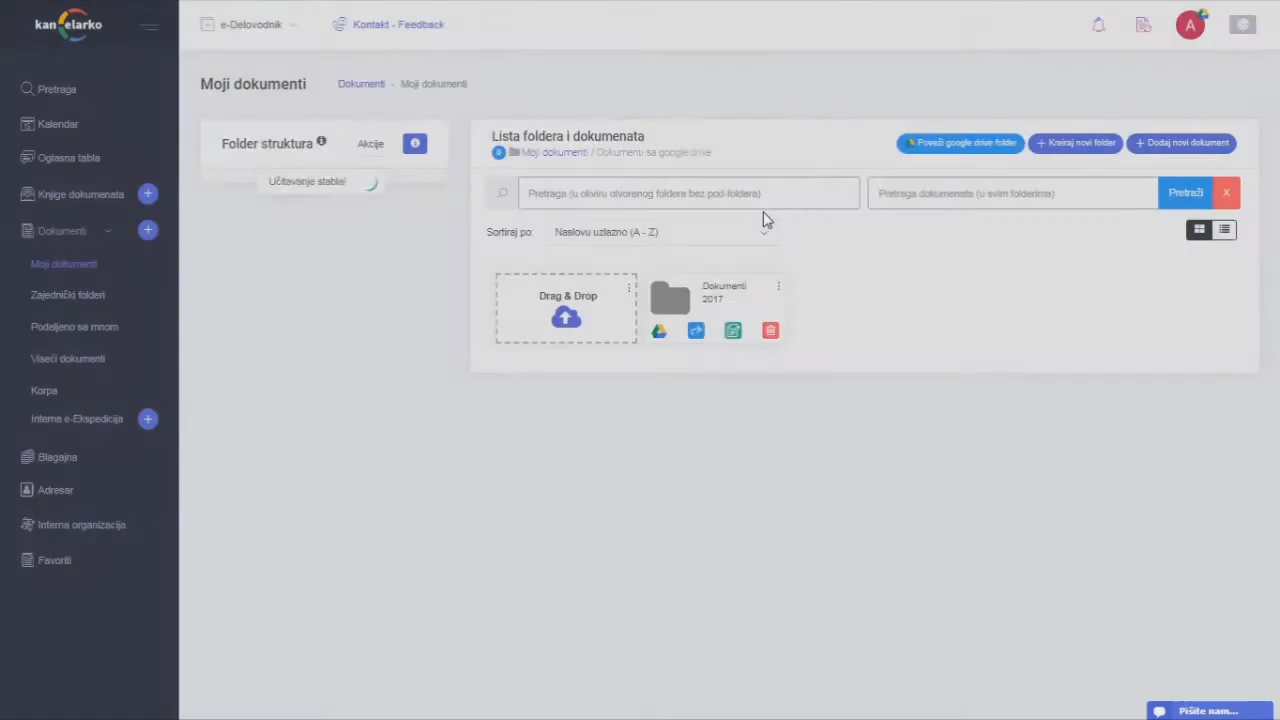 kancelarko
e-Delovodnik
Kontakt - Feedback
A
Pretraga
Kalendar
Oglasna tabla
Knjige dokumenata
Dokumenti
Moji dokumenti
Zajednički folderi
Podeljeno sa mnom
Viseći dokumenti
Korpa
Interna e-Ekspedicija
Blagajna
Adresar
Interna organizacija
Favoriti
Moji dokumenti
Dokumenti - Moji dokumenti
Folder struktura
Akcije
Učitavanje stabla!
Lista foldera i dokumenata
Moji dokumenti / Dokumenti sa google drive
Poveži google drive folder
+ Kreiraj novi folder
+ Dodaj novi dokument
Pretraga (u okviru otvorenog foldera bez pod-foldera)
Pretraga dokumenata (u svim folderima)
Pretraži
X
Sortiraj po:
Naslovu uzlazno (A - Z)
Drag & Drop
.Dokumenti
2017
Pišite nam...